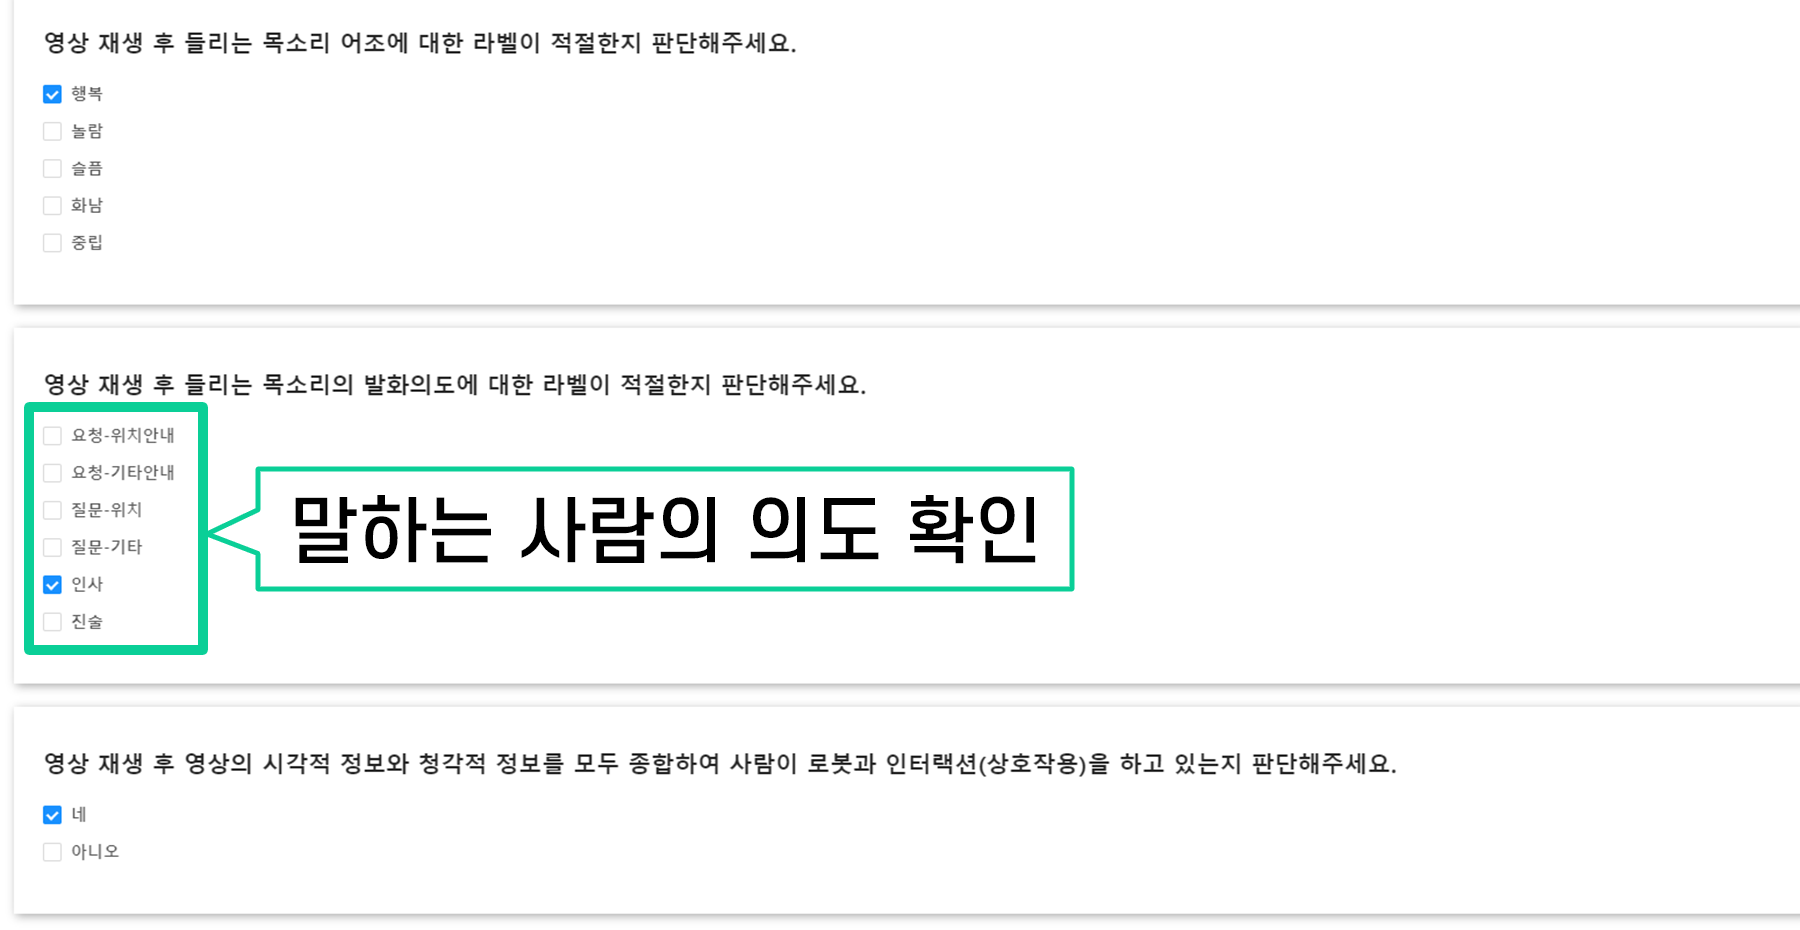 영상 재생 후 들리는 목소리 어조에 대한 라벨이 적절한지 판단해주세요.
행복
놀람
슬픔
화남
중립
영상 재생 후 들리는 목소리의 발화의도에 대한 라벨이 적절한지 판단해주세요.
요청-위치안내
요청-기타안내
질문-위치
질문-기타
인사
진술
말하는 사람의 의도 확인
영상 재생 후 영상의 시각적 정보와 청각적 정보를 모두 종합하여 사람이 로봇과 인터랙션(상호작용)을 하고 있는지 판단해주세요.
네
아니오